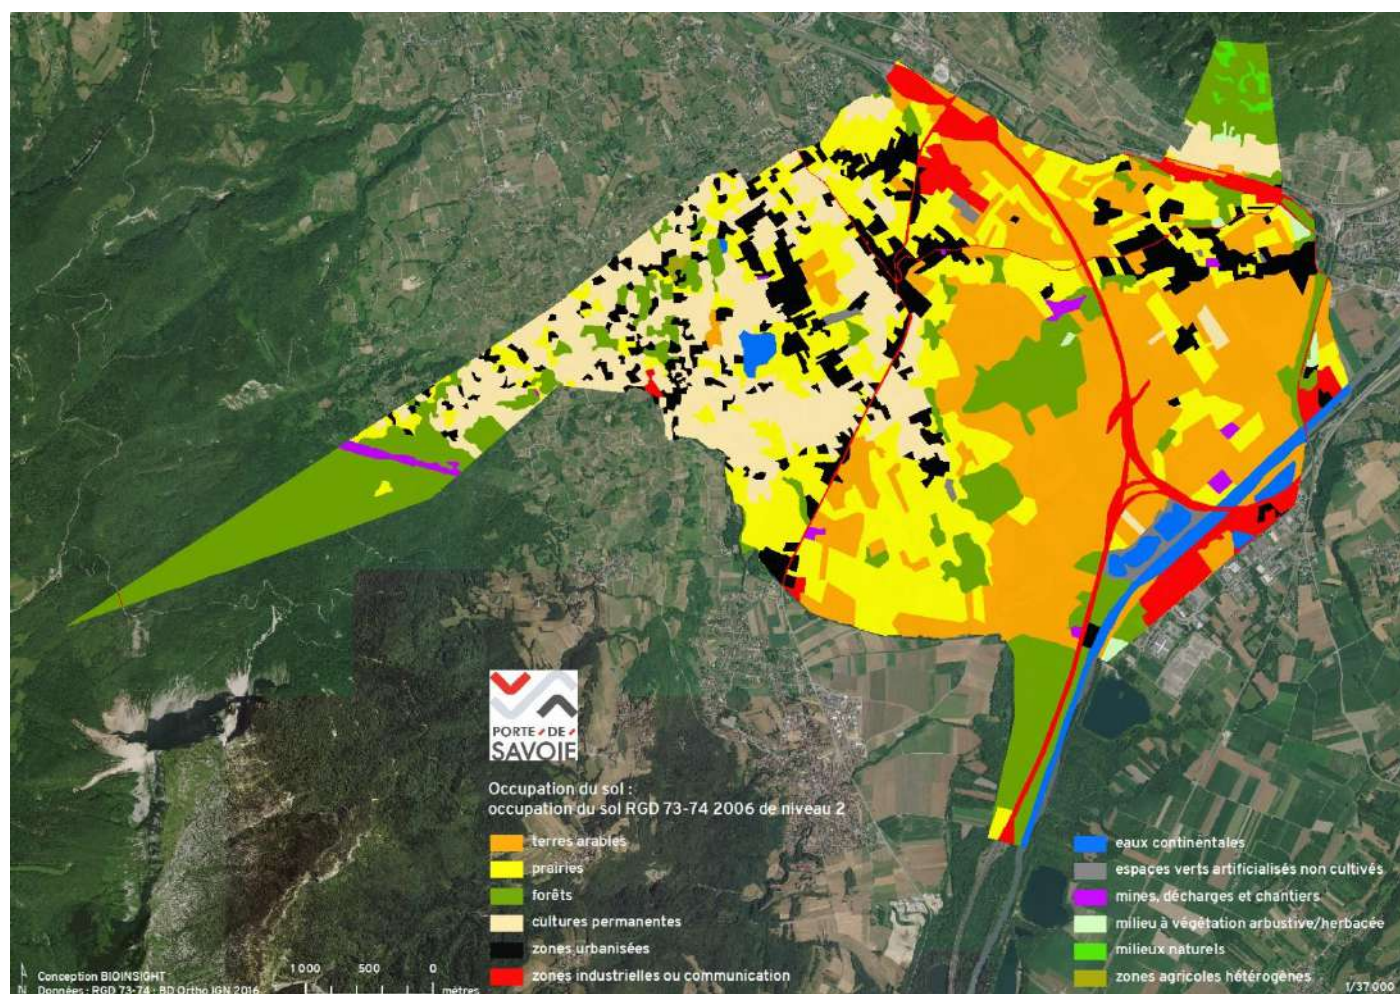 PORTE DE
SAVOIE
Occupation du sol :
occupation du sol RGD 73-74 2006 de niveau 2
terres arables
prairies
forêts
cultures permanentes
zones urbanisées
zones industrielles ou communication
eaux continentales
espaces verts artificialisés non cultivés
mines, décharges et chantiers
milieu à végétation arbustive/herbacée
milieux naturels
zones agricoles hétérogènes
N
Conception BIOINSIGHT
Données : RGD 73-74 - BD Ortho IGN 2016
1 000 500 0
mètres
1/37 000